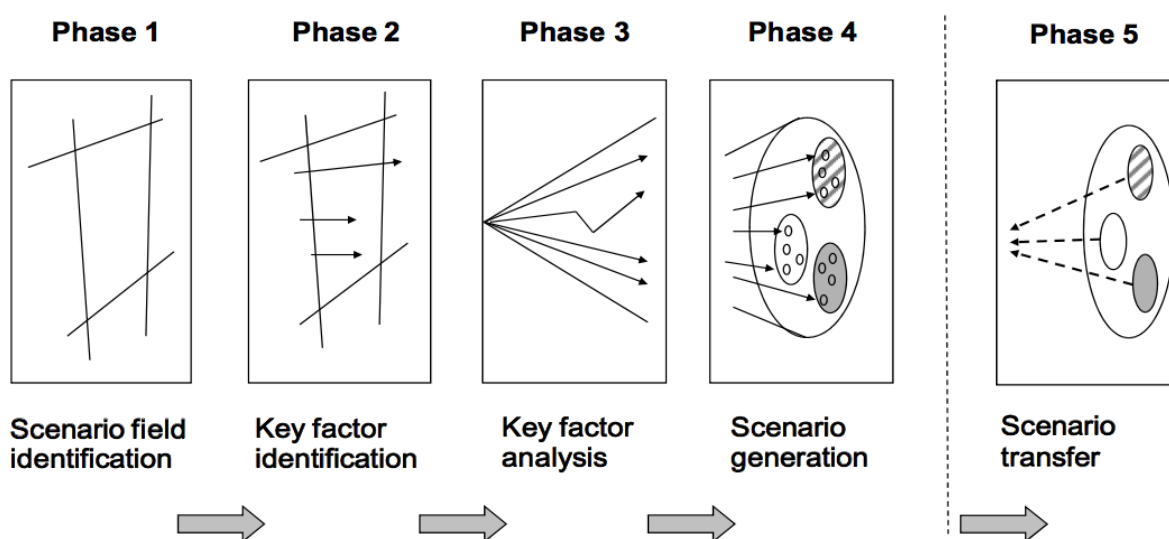 Phase 1
Phase 2
Phase 3
Phase 4
Phase 5
Scenario field
identification
Key factor
identification
Key factor
analysis
Scenario
generation
Scenario
transfer